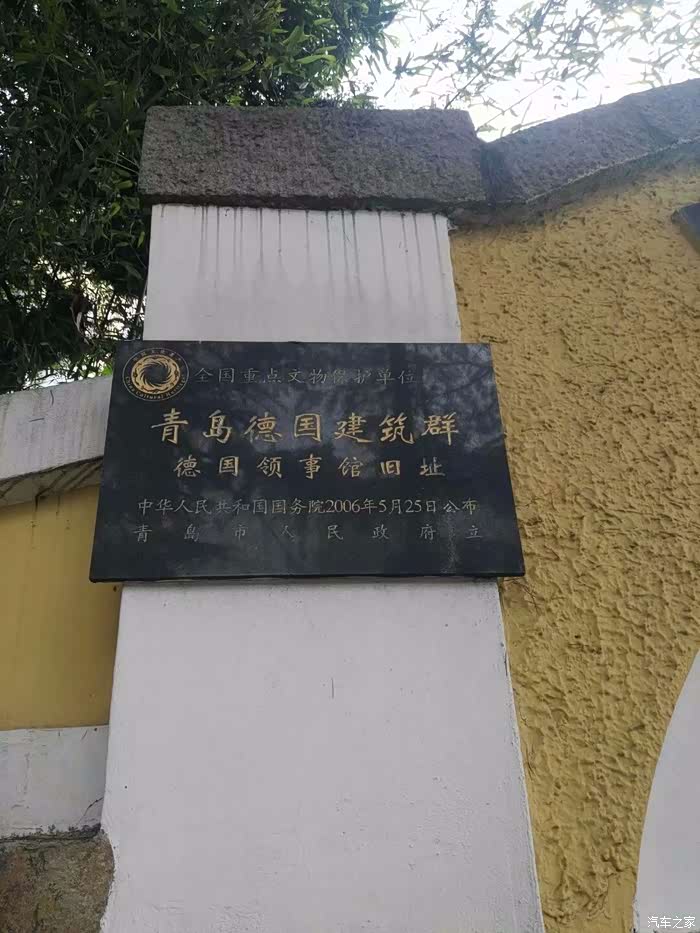 全国重点文物保护单位
青岛德国建筑群
德国领事馆旧址
中华人民共和国国务院2006年5月25日公布
青岛市人民政府立
汽车之家